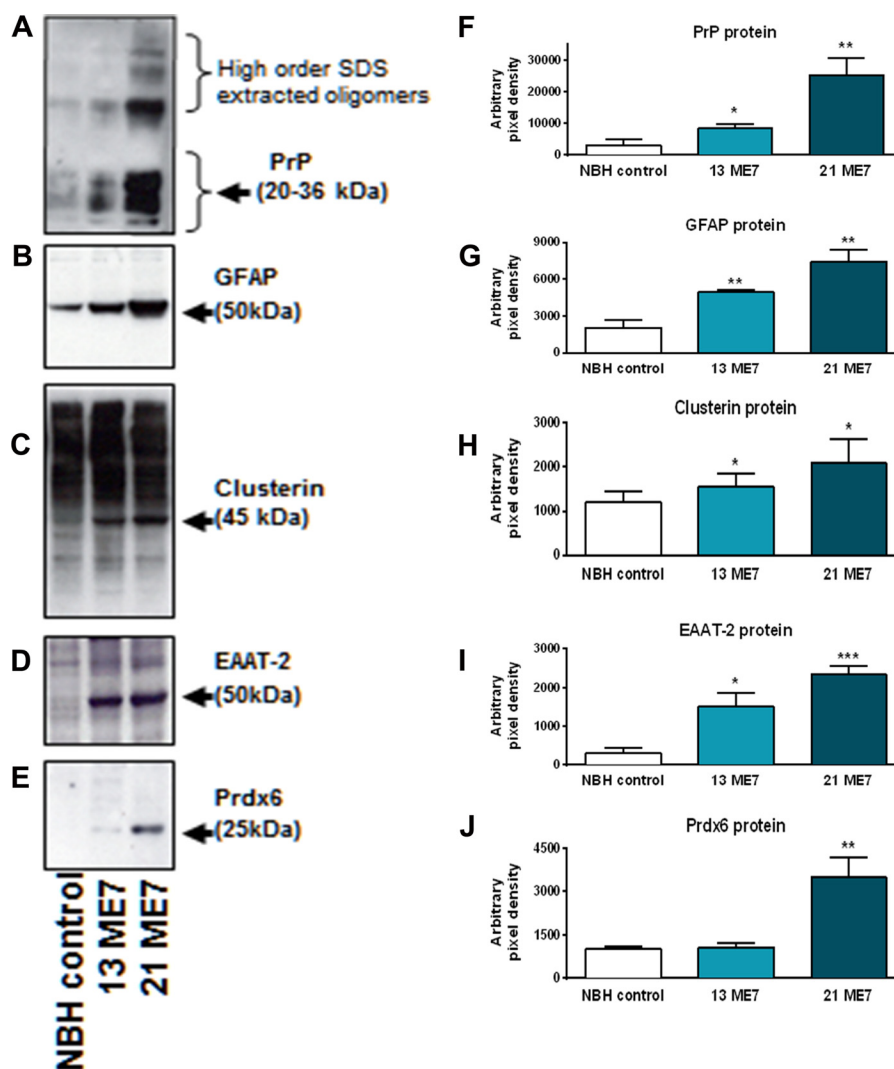 A
High order SDS
extracted oligomers
PrP
(20-36 kDa)
B
GFAP
(50kDa)
C
Clusterin
(45 kDa)
D
EAAT-2
(50kDa)
E
Prdx6
(25kDa)
NBH control
13 ME7
21 ME7
F
PrP protein
Arbitrary
pixel density
30000
20000
10000
0
*
**
NBH control 13 ME7 21 ME7
G
GFAP protein
Arbitrary
pixel density
9000
6000
3000
0
**
**
NBH control 13 ME7 21 ME7
H
Clusterin protein
Arbitrary
pixel density
3000
2000
1000
0
*
*
NBH control 13 ME7 21 ME7
I
EAAT-2 protein
Arbitrary
pixel density
3000
2000
1000
0
*
***
NBH control 13 ME7 21 ME7
J
Prdx6 protein
Arbitrary
pixel density
4500
3000
1500
0
**
NBH control 13 ME7 21 ME7